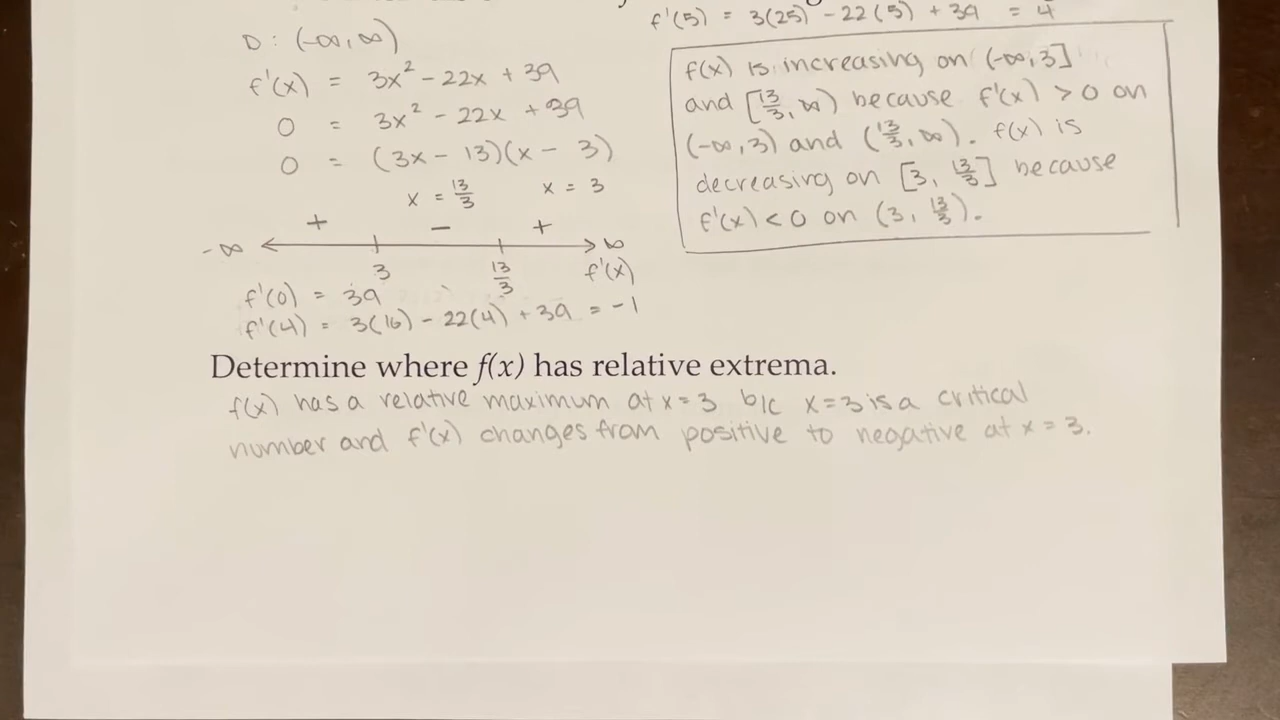 f'(5) = 3(25) - 22(5) + 39 = 4
D: (-∞, ∞)
f'(x) = 3x² - 22x + 39
0 = 3x² - 22x + 39
0 = (3x - 13)(x - 3)
x = 13/3 x = 3
+ - +
-∞ ∞
3 13/3 f'(x)
f'(0) = 39
f'(4) = 3(16) - 22(4) + 39 = -1
f(x) is increasing on (-∞, 3]
and [13/3, ∞) because f'(x) > 0 on
(-∞, 3) and (13/3, ∞). f(x) is
decreasing on [3, 13/3] because
f'(x) < 0 on (3, 13/3).
Determine where f(x) has relative extrema.
f(x) has a relative maximum at x = 3 b/c x = 3 is a critical
number and f'(x) changes from positive to negative at x = 3.